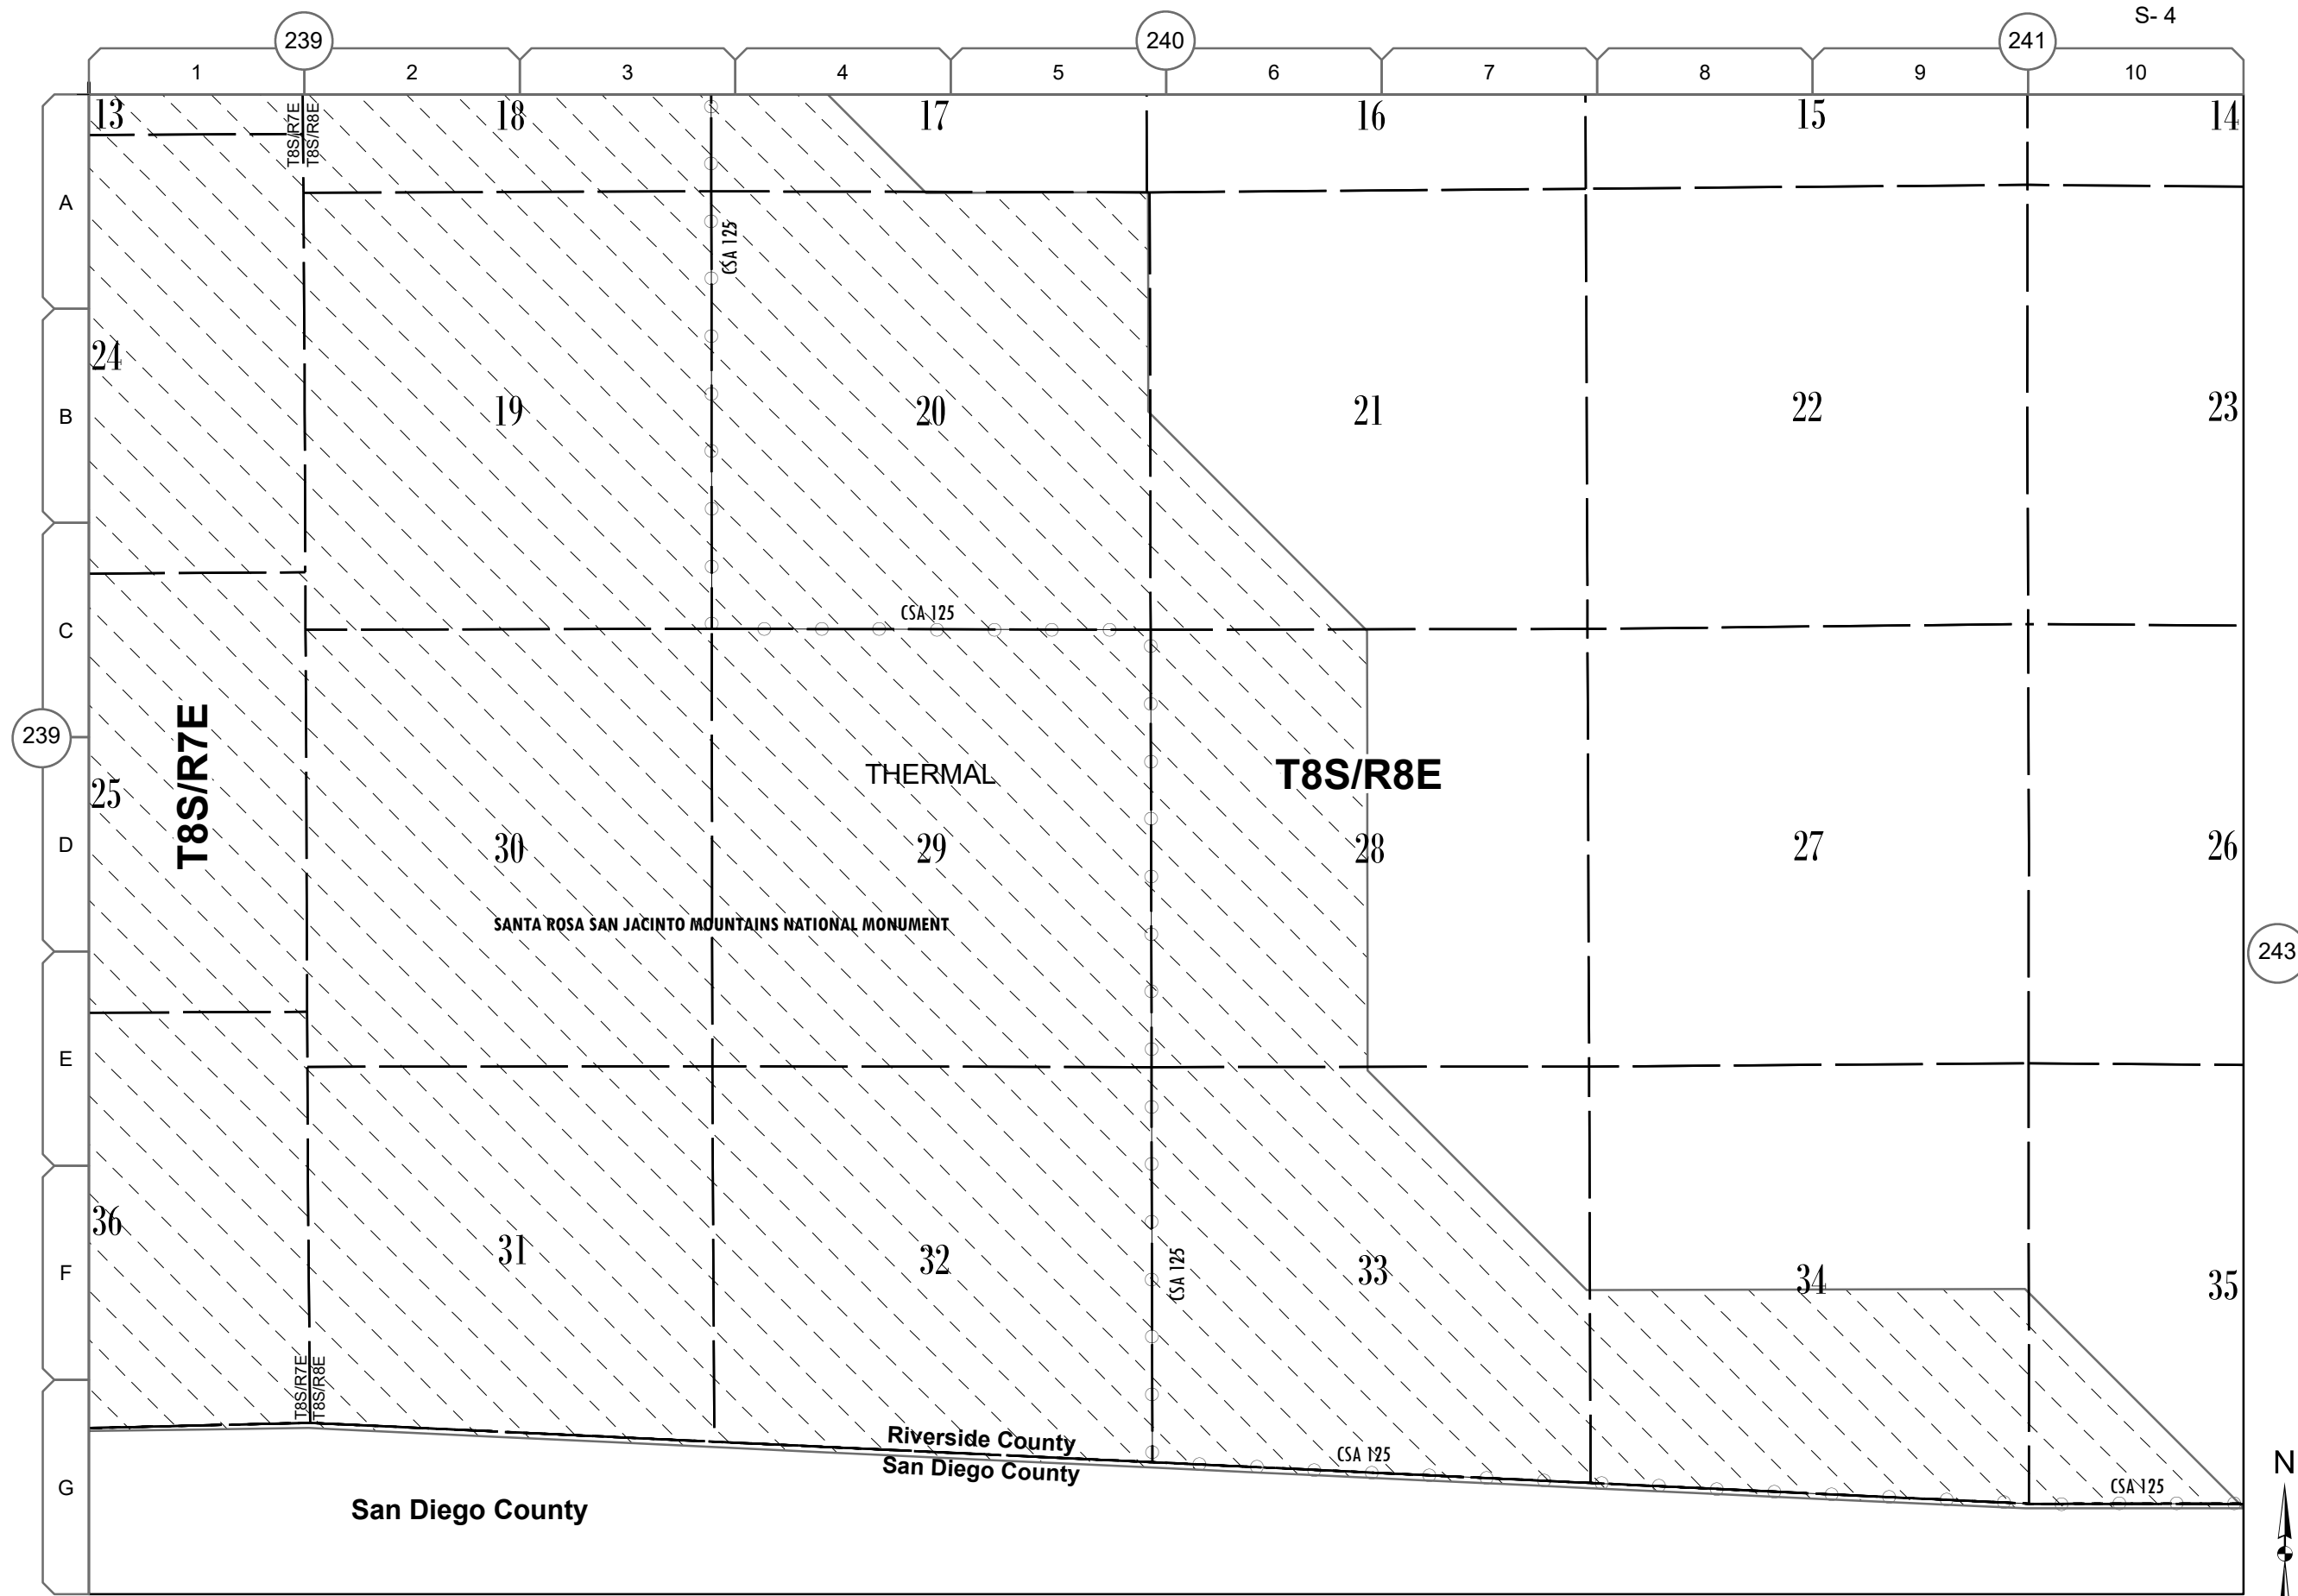 S- 4
239
240
241
1
2
3
4
5
6
7
8
9
10
13
T8S/R7E
T8S/R8E
18
17
16
15
14
A
CSA 125
24
B
19
20
21
22
23
C
CSA 125
239
T8S/R7E
THERMAL
T8S/R8E
25
D
30
29
28
27
26
SANTA ROSA SAN JACINTO MOUNTAINS NATIONAL MONUMENT
243
E
36
F
31
32
CSA 125
33
34
35
T8S/R7E
T8S/R8E
Riverside County
San Diego County
CSA 125
CSA 125
G
San Diego County
N